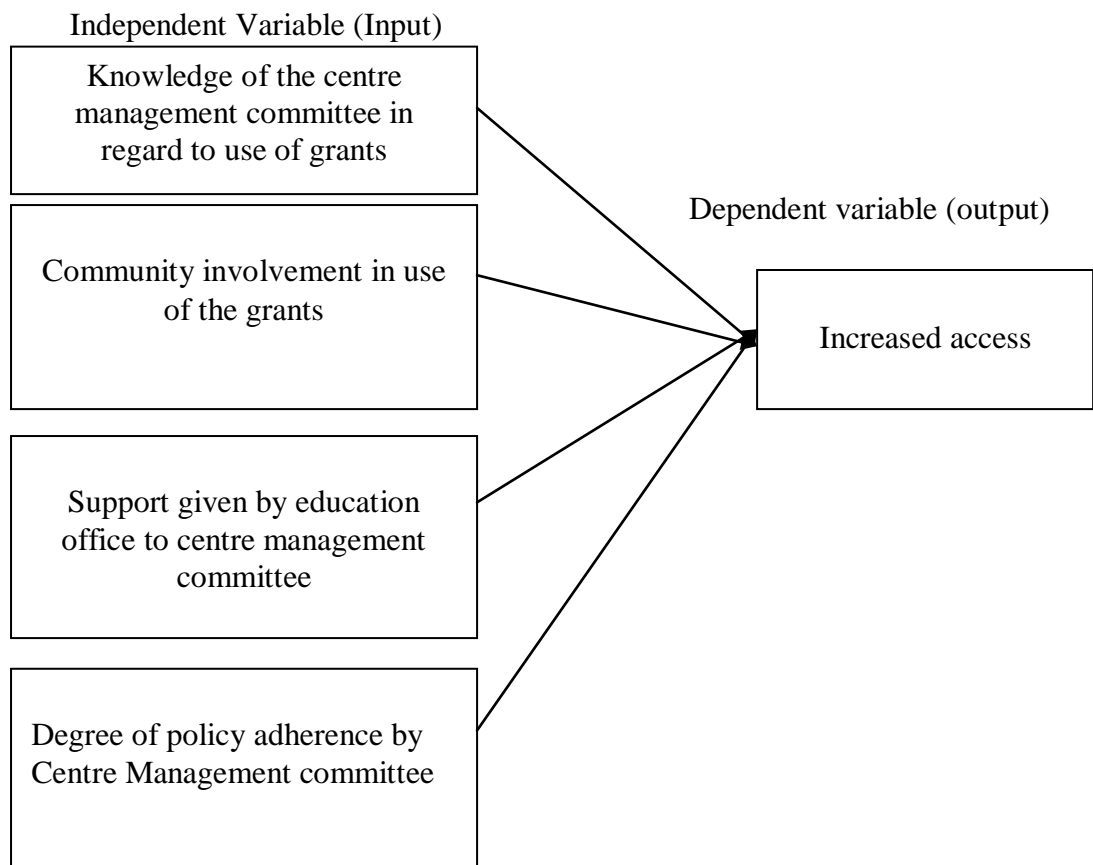 Independent Variable (Input)
Knowledge of the centre
management committee in
regard to use of grants
Community involvement in use
of the grants
Support given by education
office to centre management
committee
Degree of policy adherence by
Centre Management committee
Dependent variable (output)
Increased access